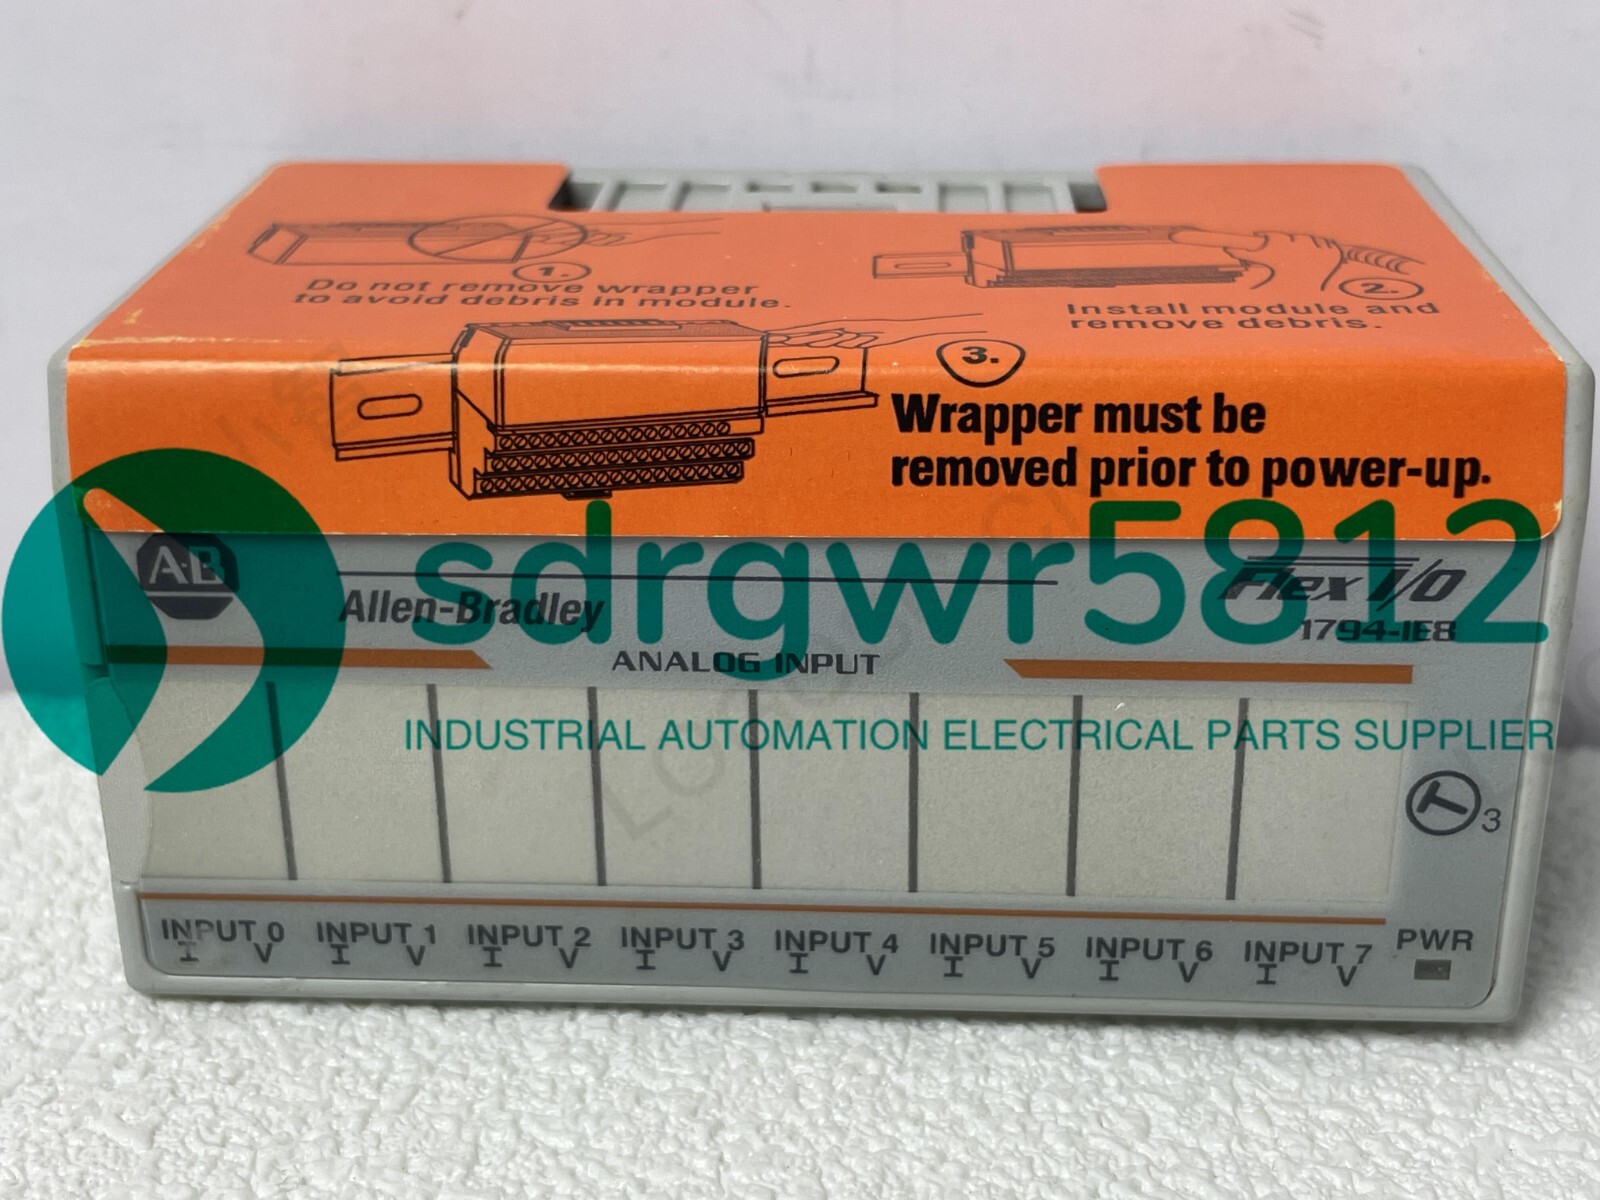 1.
Do not remove wrapper
to avoid debris in module.
2.
Install module and
remove debris.
3.
Wrapper must be
removed prior to power-up.
sdrgwr5812
A-B
Allen-Bradley
Flex I/O
1794-IE8
ANALOG INPUT
INDUSTRIAL AUTOMATION ELECTRICAL PARTS SUPPLIER
3
INPUT 0 INPUT 1 INPUT 2 INPUT 3 INPUT 4 INPUT 5 INPUT 6 INPUT 7 PWR
I V I V I V I V I V I V I V I V